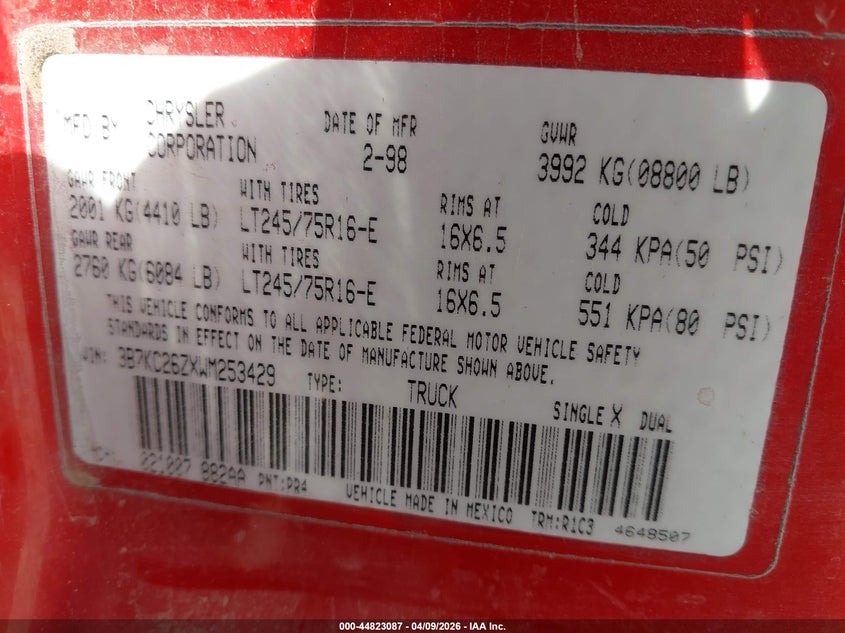 MFD BY CHRYSLER CORPORATION DATE OF MFR 2-98 GVWR 3992 KG(08800 LB)
GAWR FRONT WITH TIRES RIMS AT COLD
2001 KG(4410 LB) LT245/75R16-E 16X6.5 344 KPA(50 PSI)
GAWR REAR WITH TIRES RIMS AT COLD
2760 KG(6084 LB) LT245/75R16-E 16X6.5 551 KPA(80 PSI)
THIS VEHICLE CONFORMS TO ALL APPLICABLE FEDERAL MOTOR VEHICLE SAFETY
STANDARDS IN EFFECT ON THE DATE OF MANUFACTURE SHOWN ABOVE.
VIN: 3B7KC26ZXWM253429 TYPE: TRUCK SINGLE X DUAL
021007 882AA PNT:PR4 VEHICLE MADE IN MEXICO TRM:R1C3 4648507
000-44823087 - 04/09/2026 - IAA Inc.